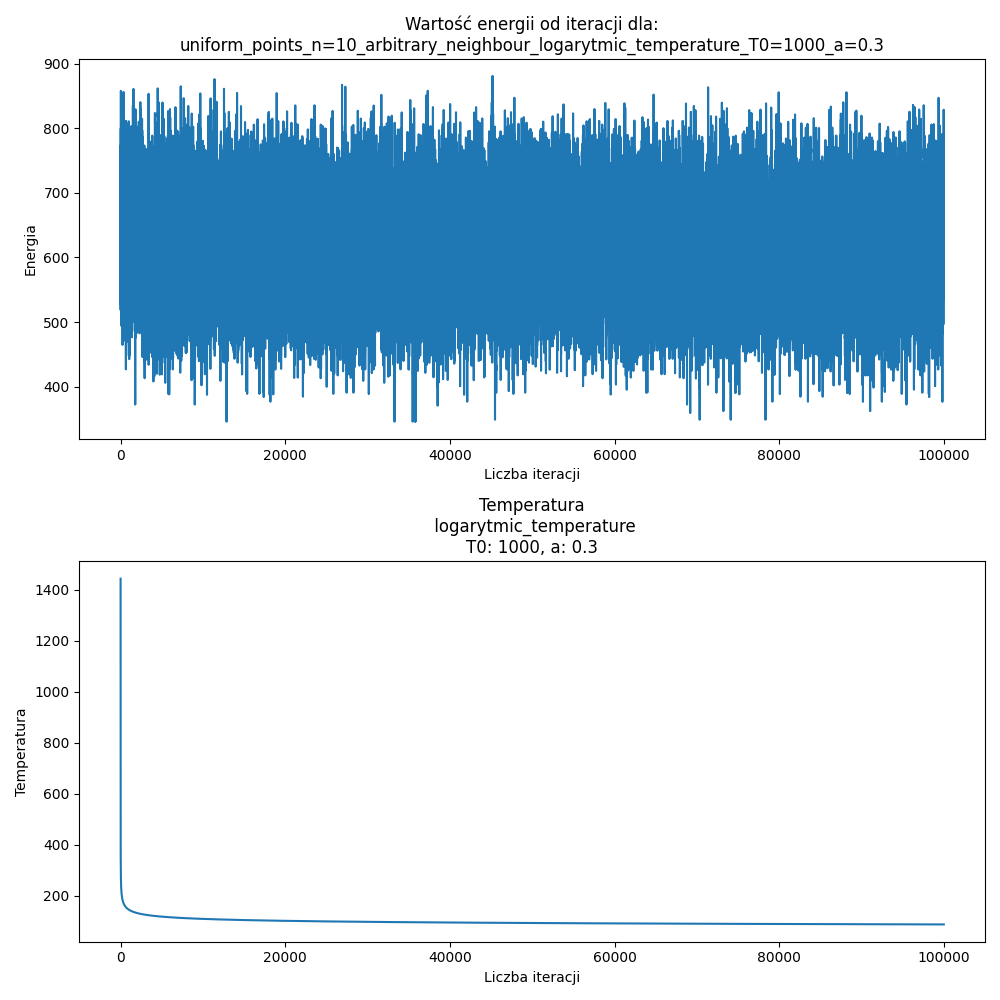 Wartość energii od iteracji dla:
uniform_points_n=10_arbitrary_neighbour_logarytmic_temperature_T0=1000_a=0.3
900
800
700
600
500
400
Energia
0 20000 40000 60000 80000 100000
Liczba iteracji
Temperatura
logarytmic_temperature
T0: 1000, a: 0.3
1400
1200
1000
800
600
400
200
Temperatura
0 20000 40000 60000 80000 100000
Liczba iteracji